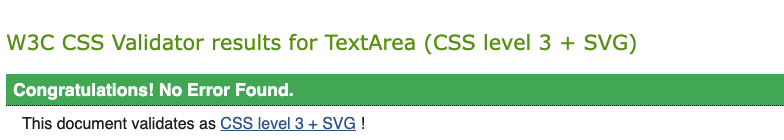 W3C CSS Validator results for TextArea (CSS level 3 + SVG)
Congratulations! No Error Found.
This document validates as CSS level 3 + SVG !